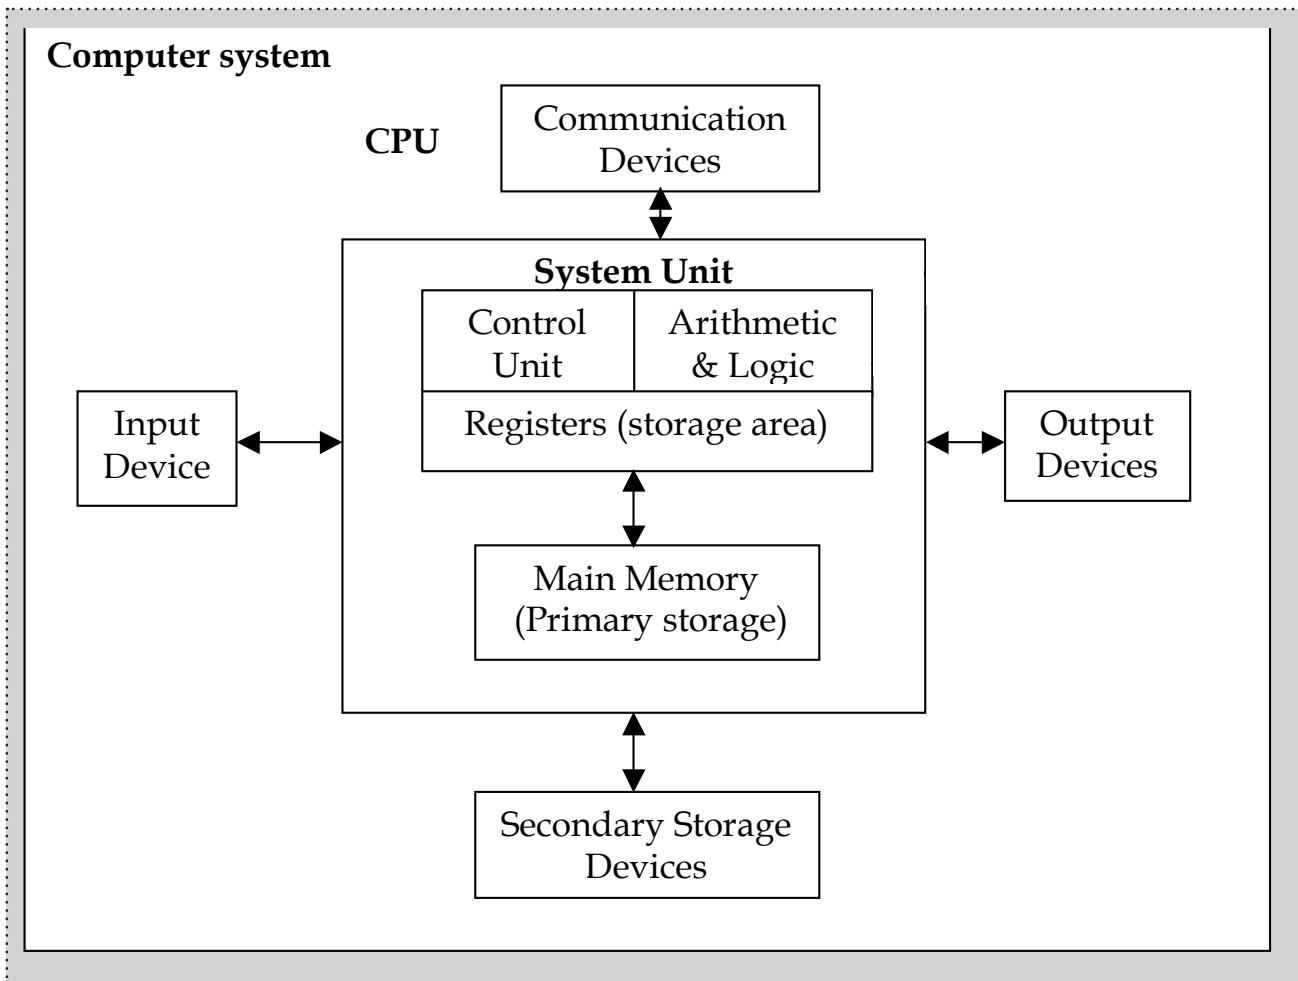 Computer system
CPU
Communication
Devices
System Unit
Control
Unit
Arithmetic
& Logic
Registers (storage area)
Input
Device
Output
Devices
Main Memory
(Primary storage)
Secondary Storage
Devices